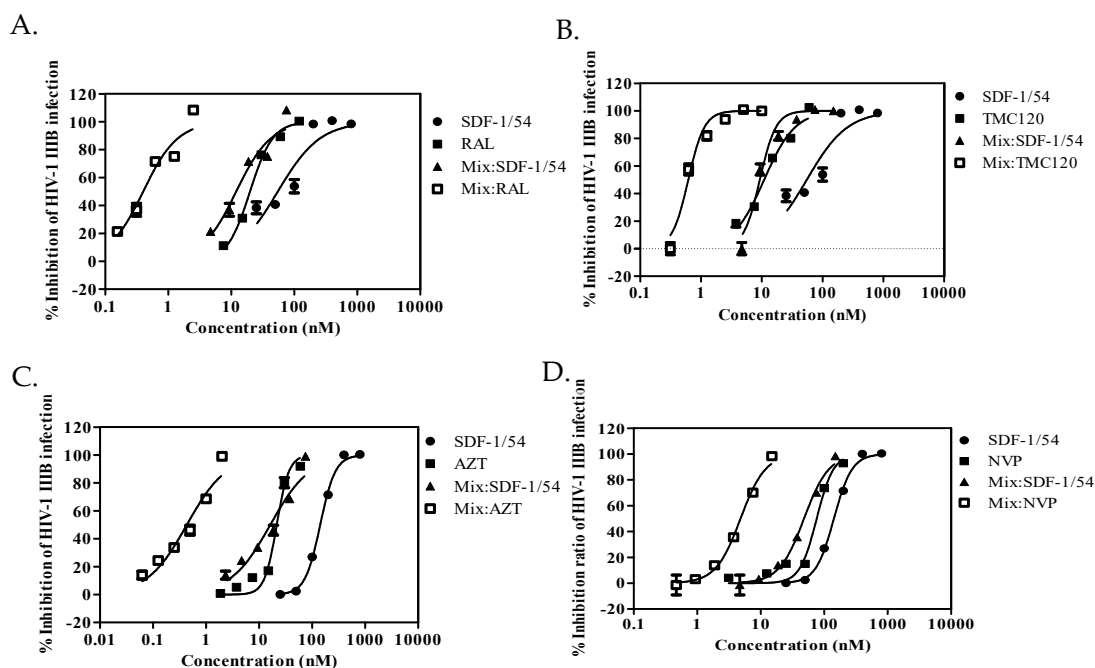 A.
% Inhibition of HIV-1 IIIB infection
120
100
80
60
40
20
0
-20
0.1
1
10
100
1000
Concentration (nM)
SDF-1/54
RAL
Mix:SDF-1/54
Mix:RAL
B.
% Inhibition of HIV-1 IIIB infection
120
100
80
60
40
20
0
-20
0.1
1
10
100
1000
10000
Concentration (nM)
SDF-1/54
TMC120
Mix:SDF-1/54
Mix:TMC120
C.
% Inhibition of HIV-1 IIIB infection
120
100
80
60
40
20
0
-20
0.01
0.1
1
10
100
1000
10000
Concentration (nM)
SDF-1/54
AZT
Mix:SDF-1/54
Mix:AZT
D.
% Inhibition ratio of HIV-1 IIIB infection
120
100
80
60
40
20
0
-20
0.1
1
10
100
1000
10000
Concentration (nM)
SDF-1/54
NVP
Mix:SDF-1/54
Mix:NVP